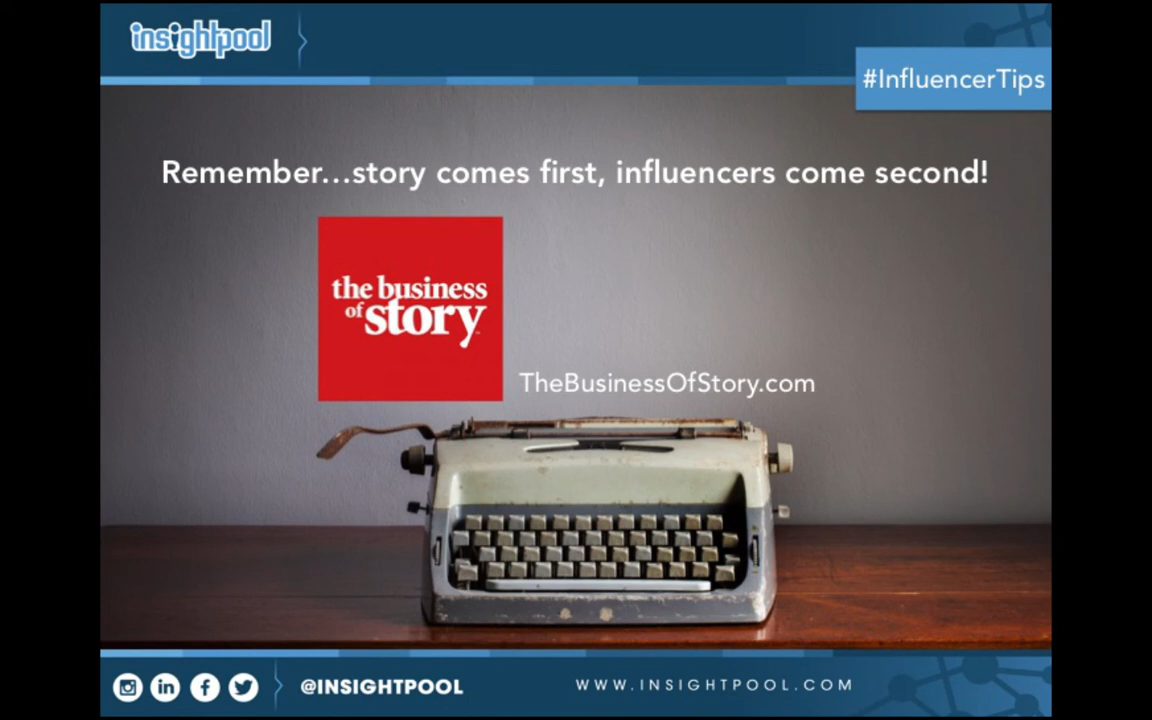 insightpool
#InfluencerTips
Remember...story comes first, influencers come second!
the business
of story
TheBusinessOfStory.com
@INSIGHTPOOL
WWW.INSIGHTPOOL.COM